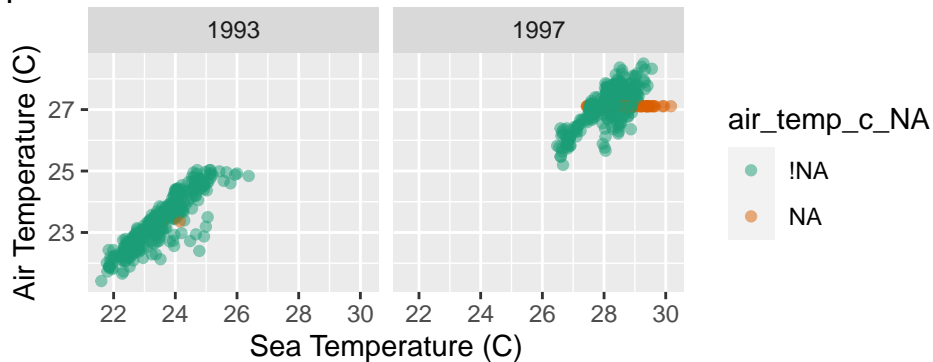 1993 1997
Air Temperature (C)
27
25
23
22 24 26 28 30 22 24 26 28 30
Sea Temperature (C)
air_temp_c_NA
!NA
NA